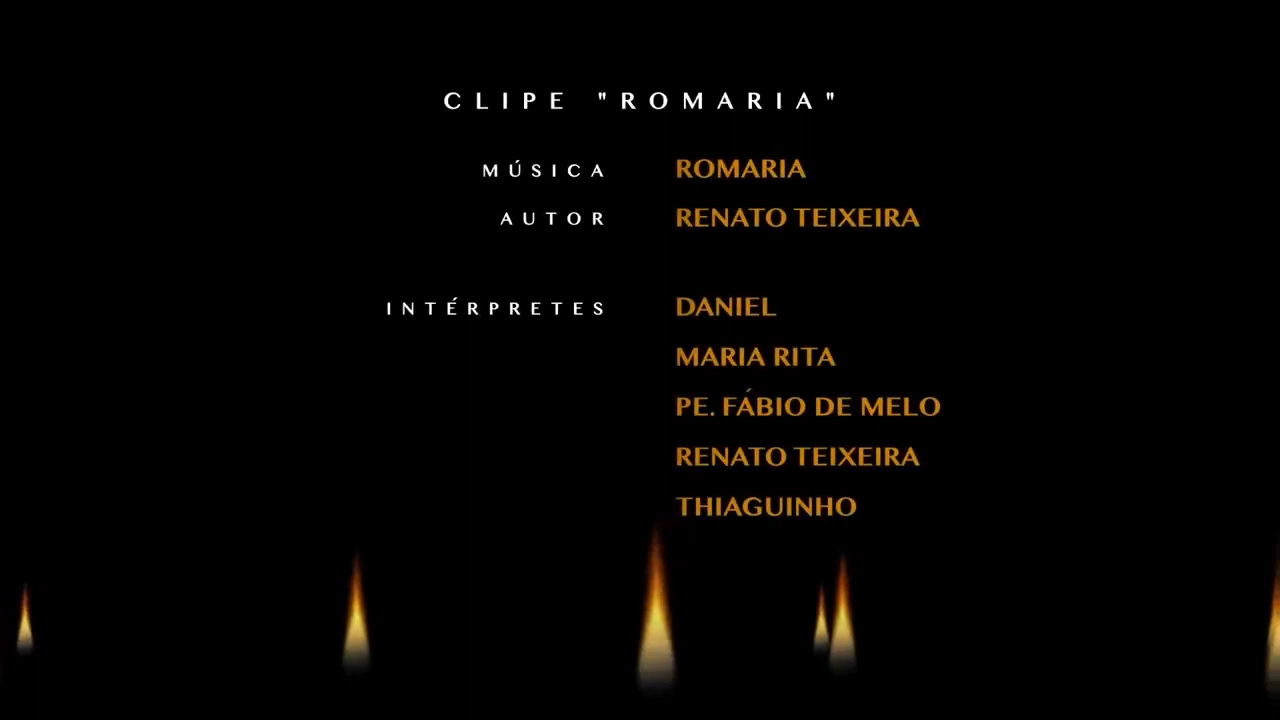 CLIPE "ROMARIA"
MÚSICA ROMARIA
AUTOR RENATO TEIXEIRA
INTÉRPRETES DANIEL
MARIA RITA
PE. FÁBIO DE MELO
RENATO TEIXEIRA
THIAGUINHO